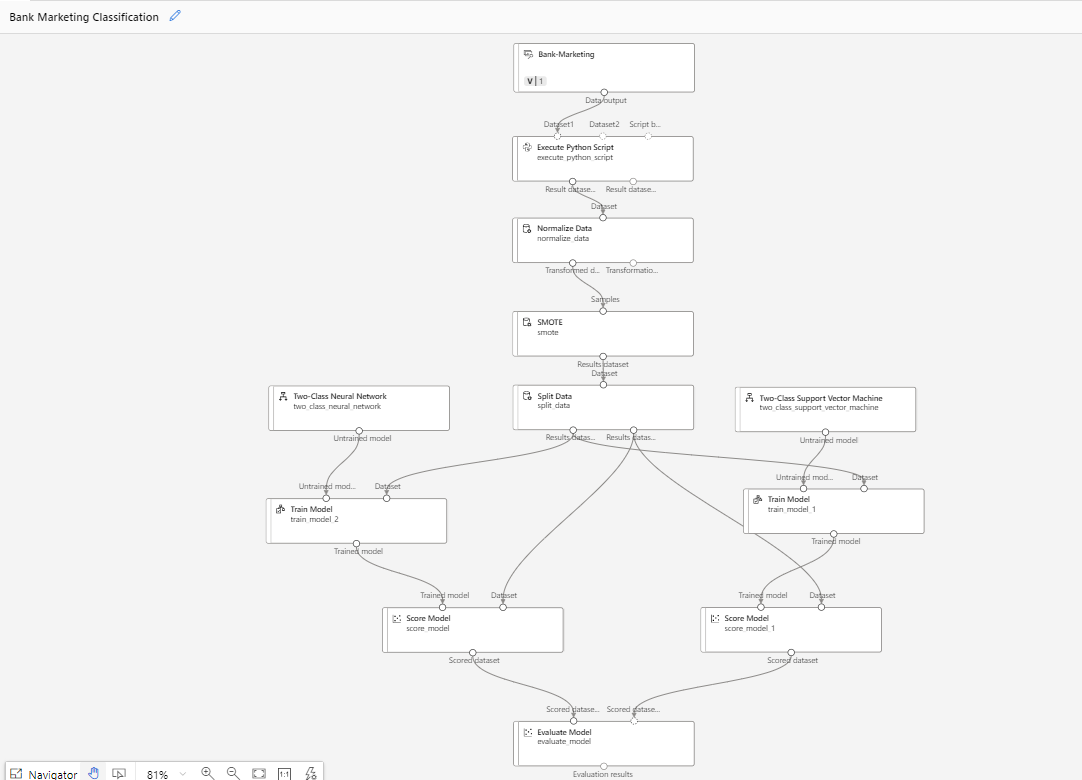 Bank Marketing Classification
Bank-Marketing
V 1
Data output
Dataset1 Dataset2 Script b...
Execute Python Script
execute_python_script
Result datase... Result datase...
Dataset
Normalize Data
normalize_data
Transformed d... Transformatio...
Samples
SMOTE
smote
Results dataset
Dataset
Two-Class Neural Network
two_class_neural_network
Untrained model
Split Data
split_data
Results datas... Results datas...
Two-Class Support Vector Machine
two_class_support_vector_machine
Untrained model
Untrained mod... Dataset
Train Model
train_model_2
Trained model
Untrained mod... Dataset
Train Model
train_model_1
Trained model
Trained model Dataset
Score Model
score_model
Scored dataset
Trained model Dataset
Score Model
score_model_1
Scored dataset
Scored datase... Scored datase...
Evaluate Model
evaluate_model
Evaluation results
Navigator 81% 1:1